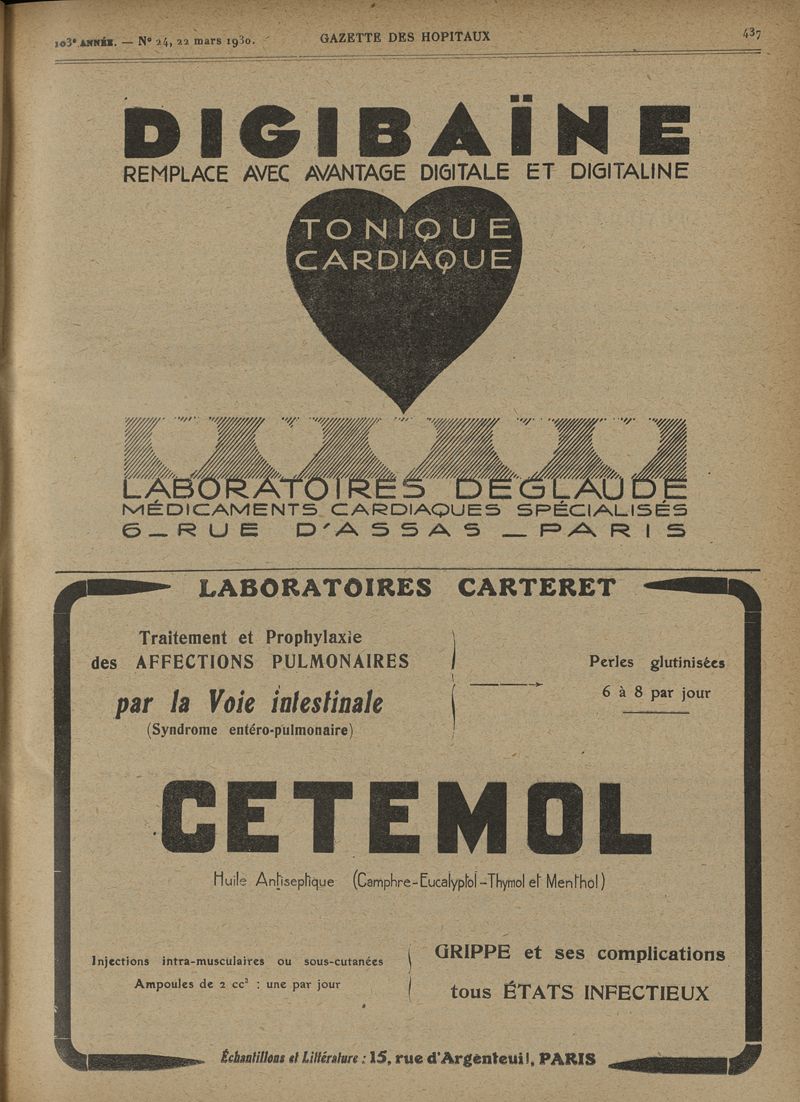 103e ANNÉE. — N° 24, 22 mars 1930.
GAZETTE DES HOPITAUX
437
DIGIBAÏNE
REMPLACE AVEC AVANTAGE DIGITALE ET DIGITALINE
TONIQUE
CARDIAQUE
LABORATOIRES DEGLAUDE
MÉDICAMENTS CARDIAQUES SPÉCIALISÉS
6 _ RUE D'ASSAS _ PARIS
LABORATOIRES CARTERET
Traitement et Prophylaxie
des AFFECTIONS PULMONAIRES
par la Voie intestinale
(Syndrome entéro-pulmonaire)
Perles glutinisées
6 à 8 par jour
CETEMOL
Huile Antiseptique (Camphre-Eucalyptol-Thymol et Menthol)
Injections intra-musculaires ou sous-cutanées
Ampoules de 2 cc³ : une par jour
GRIPPE et ses complications
tous ÉTATS INFECTIEUX
Échantillons et Littérature : 15, rue d'Argenteuil, PARIS